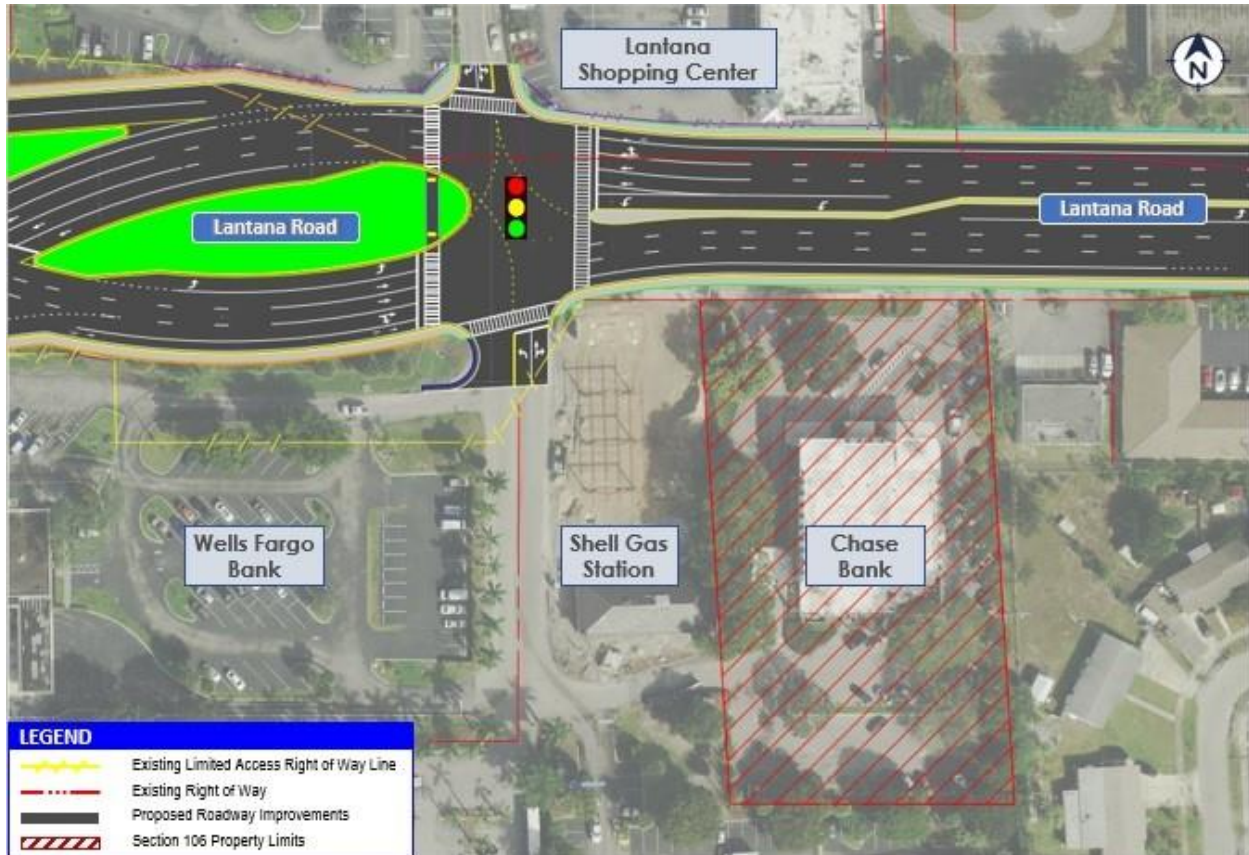 Lantana
Shopping Center
N
Lantana Road
Lantana Road
Wells Fargo
Bank
Shell Gas
Station
Chase
Bank
LEGEND
Existing Limited Access Right of Way Line
Existing Right of Way
Proposed Roadway Improvements
Section 106 Property Limits